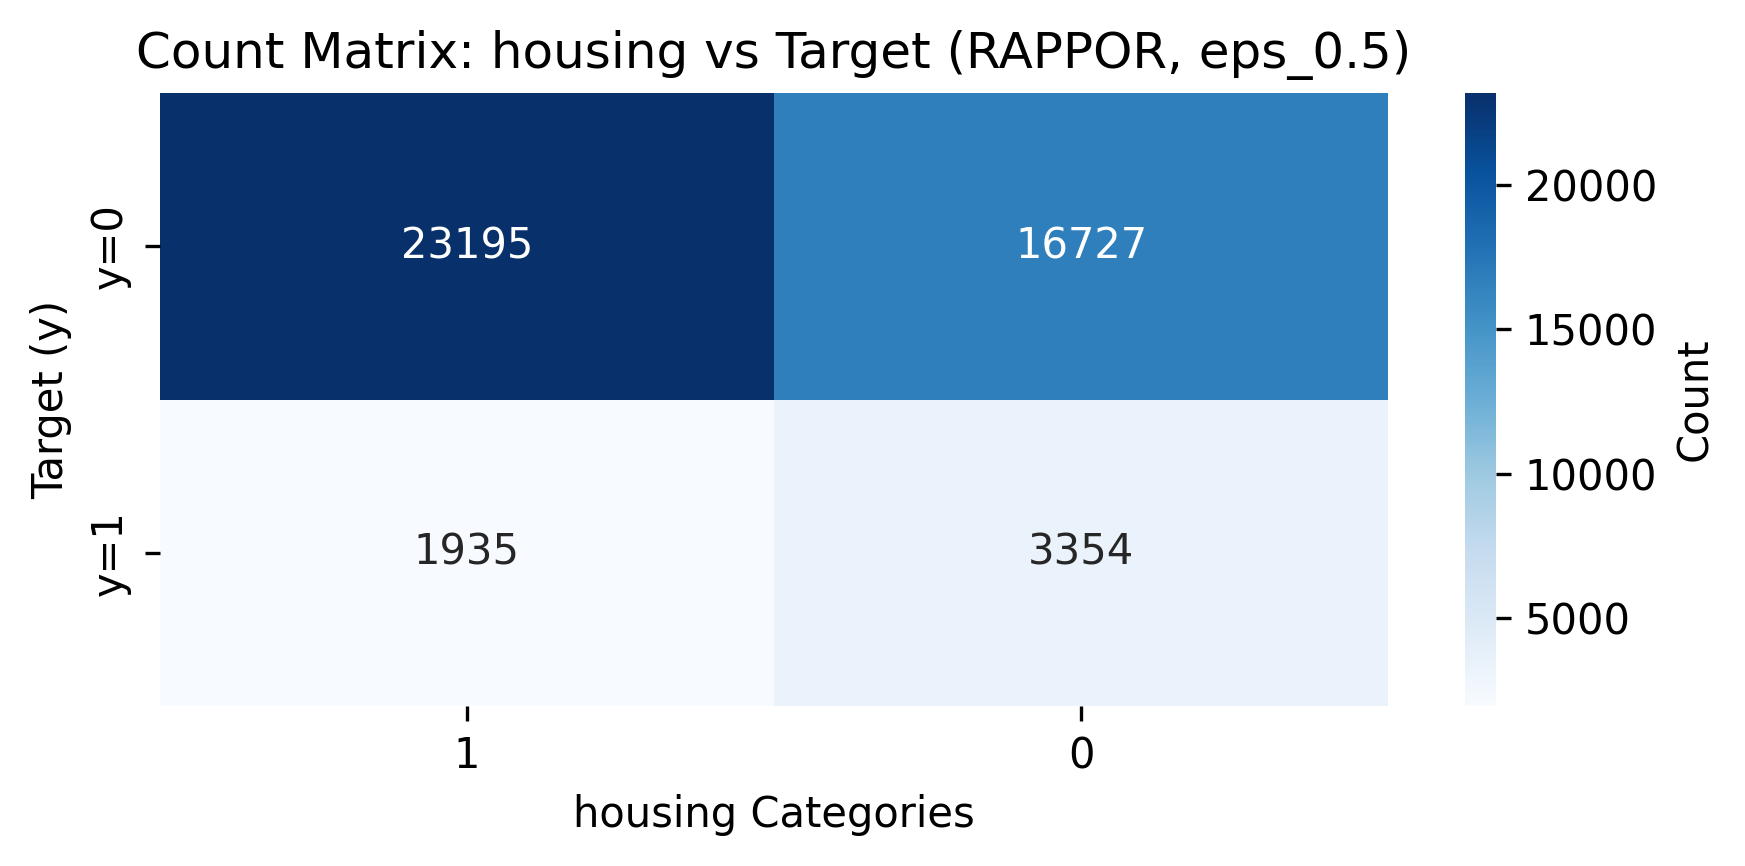 Count Matrix: housing vs Target (RAPPOR, eps_0.5)
Target (y)
y=0
23195
16727
y=1
1935
3354
1
0
housing Categories
20000
15000
10000
5000
Count